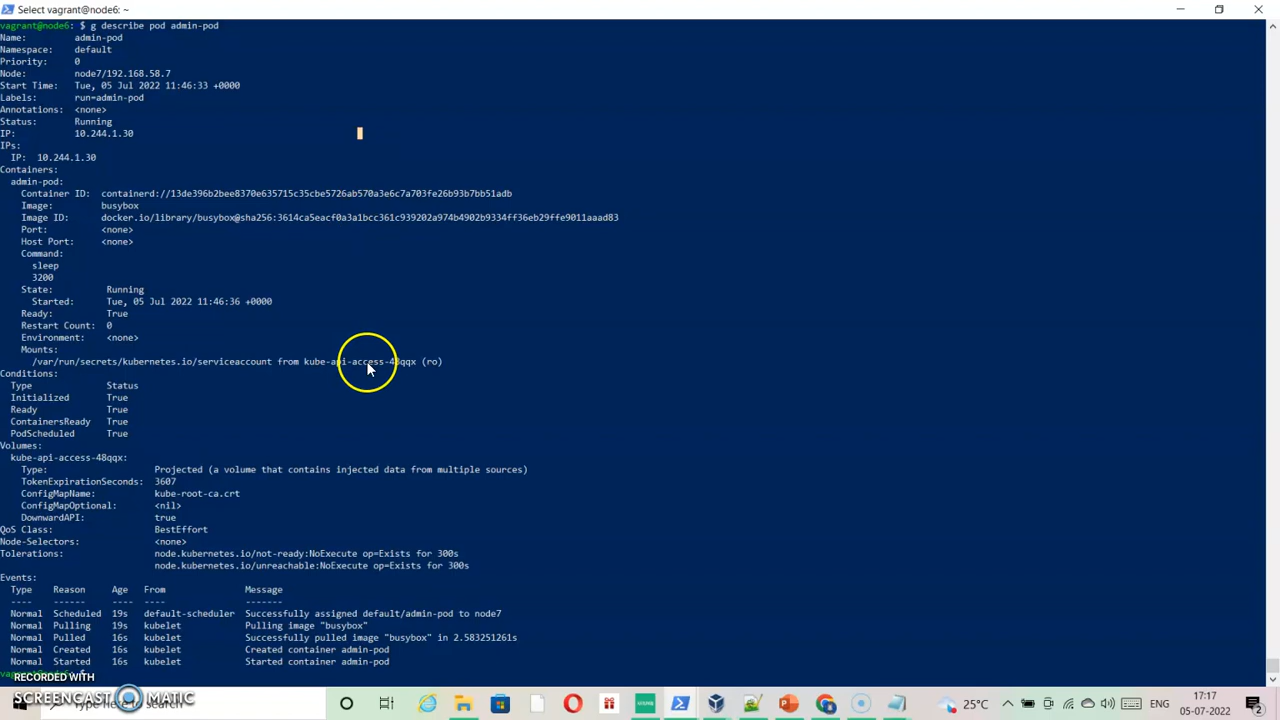 Select vagrant@node6: ~
vagrant@node6: $ g describe pod admin-pod
Name: admin-pod
Namespace: default
Priority: 0
Node: node7/192.168.58.7
Start Time: Tue, 05 Jul 2022 11:46:33 +0000
Labels: run=admin-pod
Annotations: <none>
Status: Running
IP: 10.244.1.30
IPs:
IP: 10.244.1.30
Containers:
admin-pod:
Container ID: containerd://13de396b2bee8370e635715c35cbe5726ab570a3e6c7a703fe26b93b7bb51adb
Image: busybox
Image ID: docker.io/library/busybox@sha256:3614ca5eacf0a3a1bcc361c939202a974b4902b9334ff36eb29ffe9011aaad83
Port: <none>
Host Port: <none>
Command:
sleep
3200
State: Running
Started: Tue, 05 Jul 2022 11:46:36 +0000
Ready: True
Restart Count: 0
Environment: <none>
Mounts:
/var/run/secrets/kubernetes.io/serviceaccount from kube-api-access-48qqx (ro)
Conditions:
Type Status
Initialized True
Ready True
ContainersReady True
PodScheduled True
Volumes:
kube-api-access-48qqx:
Type: Projected (a volume that contains injected data from multiple sources)
TokenExpirationSeconds: 3607
ConfigMapName: kube-root-ca.crt
ConfigMapOptional: <nil>
DownwardAPI: true
QoS Class: BestEffort
Node-Selectors: <none>
Tolerations: node.kubernetes.io/not-ready:NoExecute op=Exists for 300s
node.kubernetes.io/unreachable:NoExecute op=Exists for 300s
Events:
Type Reason Age From Message
---- ------ ---- ---- -------
Normal Scheduled 19s default-scheduler Successfully assigned default/admin-pod to node7
Normal Pulling 19s kubelet Pulling image "busybox"
Normal Pulled 16s kubelet Successfully pulled image "busybox" in 2.583251261s
Normal Created 16s kubelet Created container admin-pod
Normal Started 16s kubelet Started container admin-pod
vagrant@node6: $
RECORDED WITH
SCREENCAST MATIC
Type here to search
25°C
ENG
17:17
05-07-2022
2